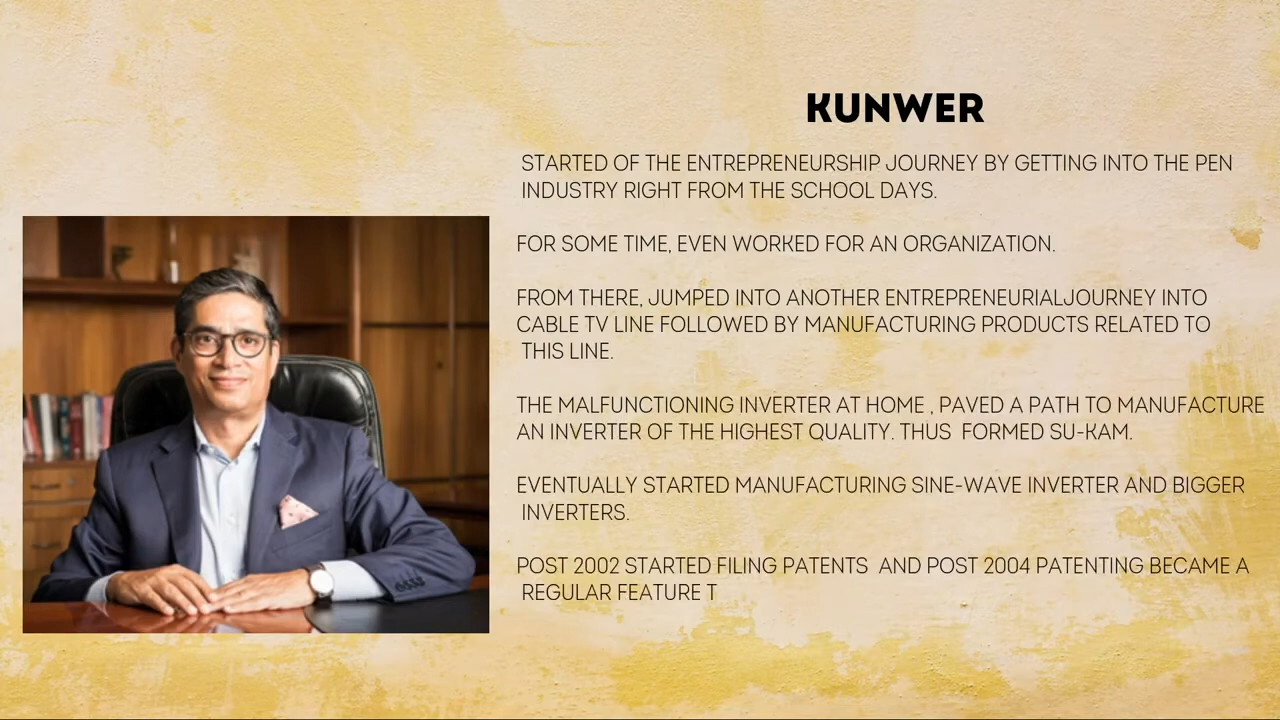 KUNWER
STARTED OF THE ENTREPRENEURSHIP JOURNEY BY GETTING INTO THE PEN
INDUSTRY RIGHT FROM THE SCHOOL DAYS.
FOR SOME TIME, EVEN WORKED FOR AN ORGANIZATION.
FROM THERE, JUMPED INTO ANOTHER ENTREPRENEURIALJOURNEY INTO
CABLE TV LINE FOLLOWED BY MANUFACTURING PRODUCTS RELATED TO
THIS LINE.
THE MALFUNCTIONING INVERTER AT HOME , PAVED A PATH TO MANUFACTURE
AN INVERTER OF THE HIGHEST QUALITY. THUS  FORMED SU-KAM.
EVENTUALLY STARTED MANUFACTURING SINE-WAVE INVERTER AND BIGGER
INVERTERS.
POST 2002 STARTED FILING PATENTS  AND POST 2004 PATENTING BECAME A
REGULAR FEATURE T